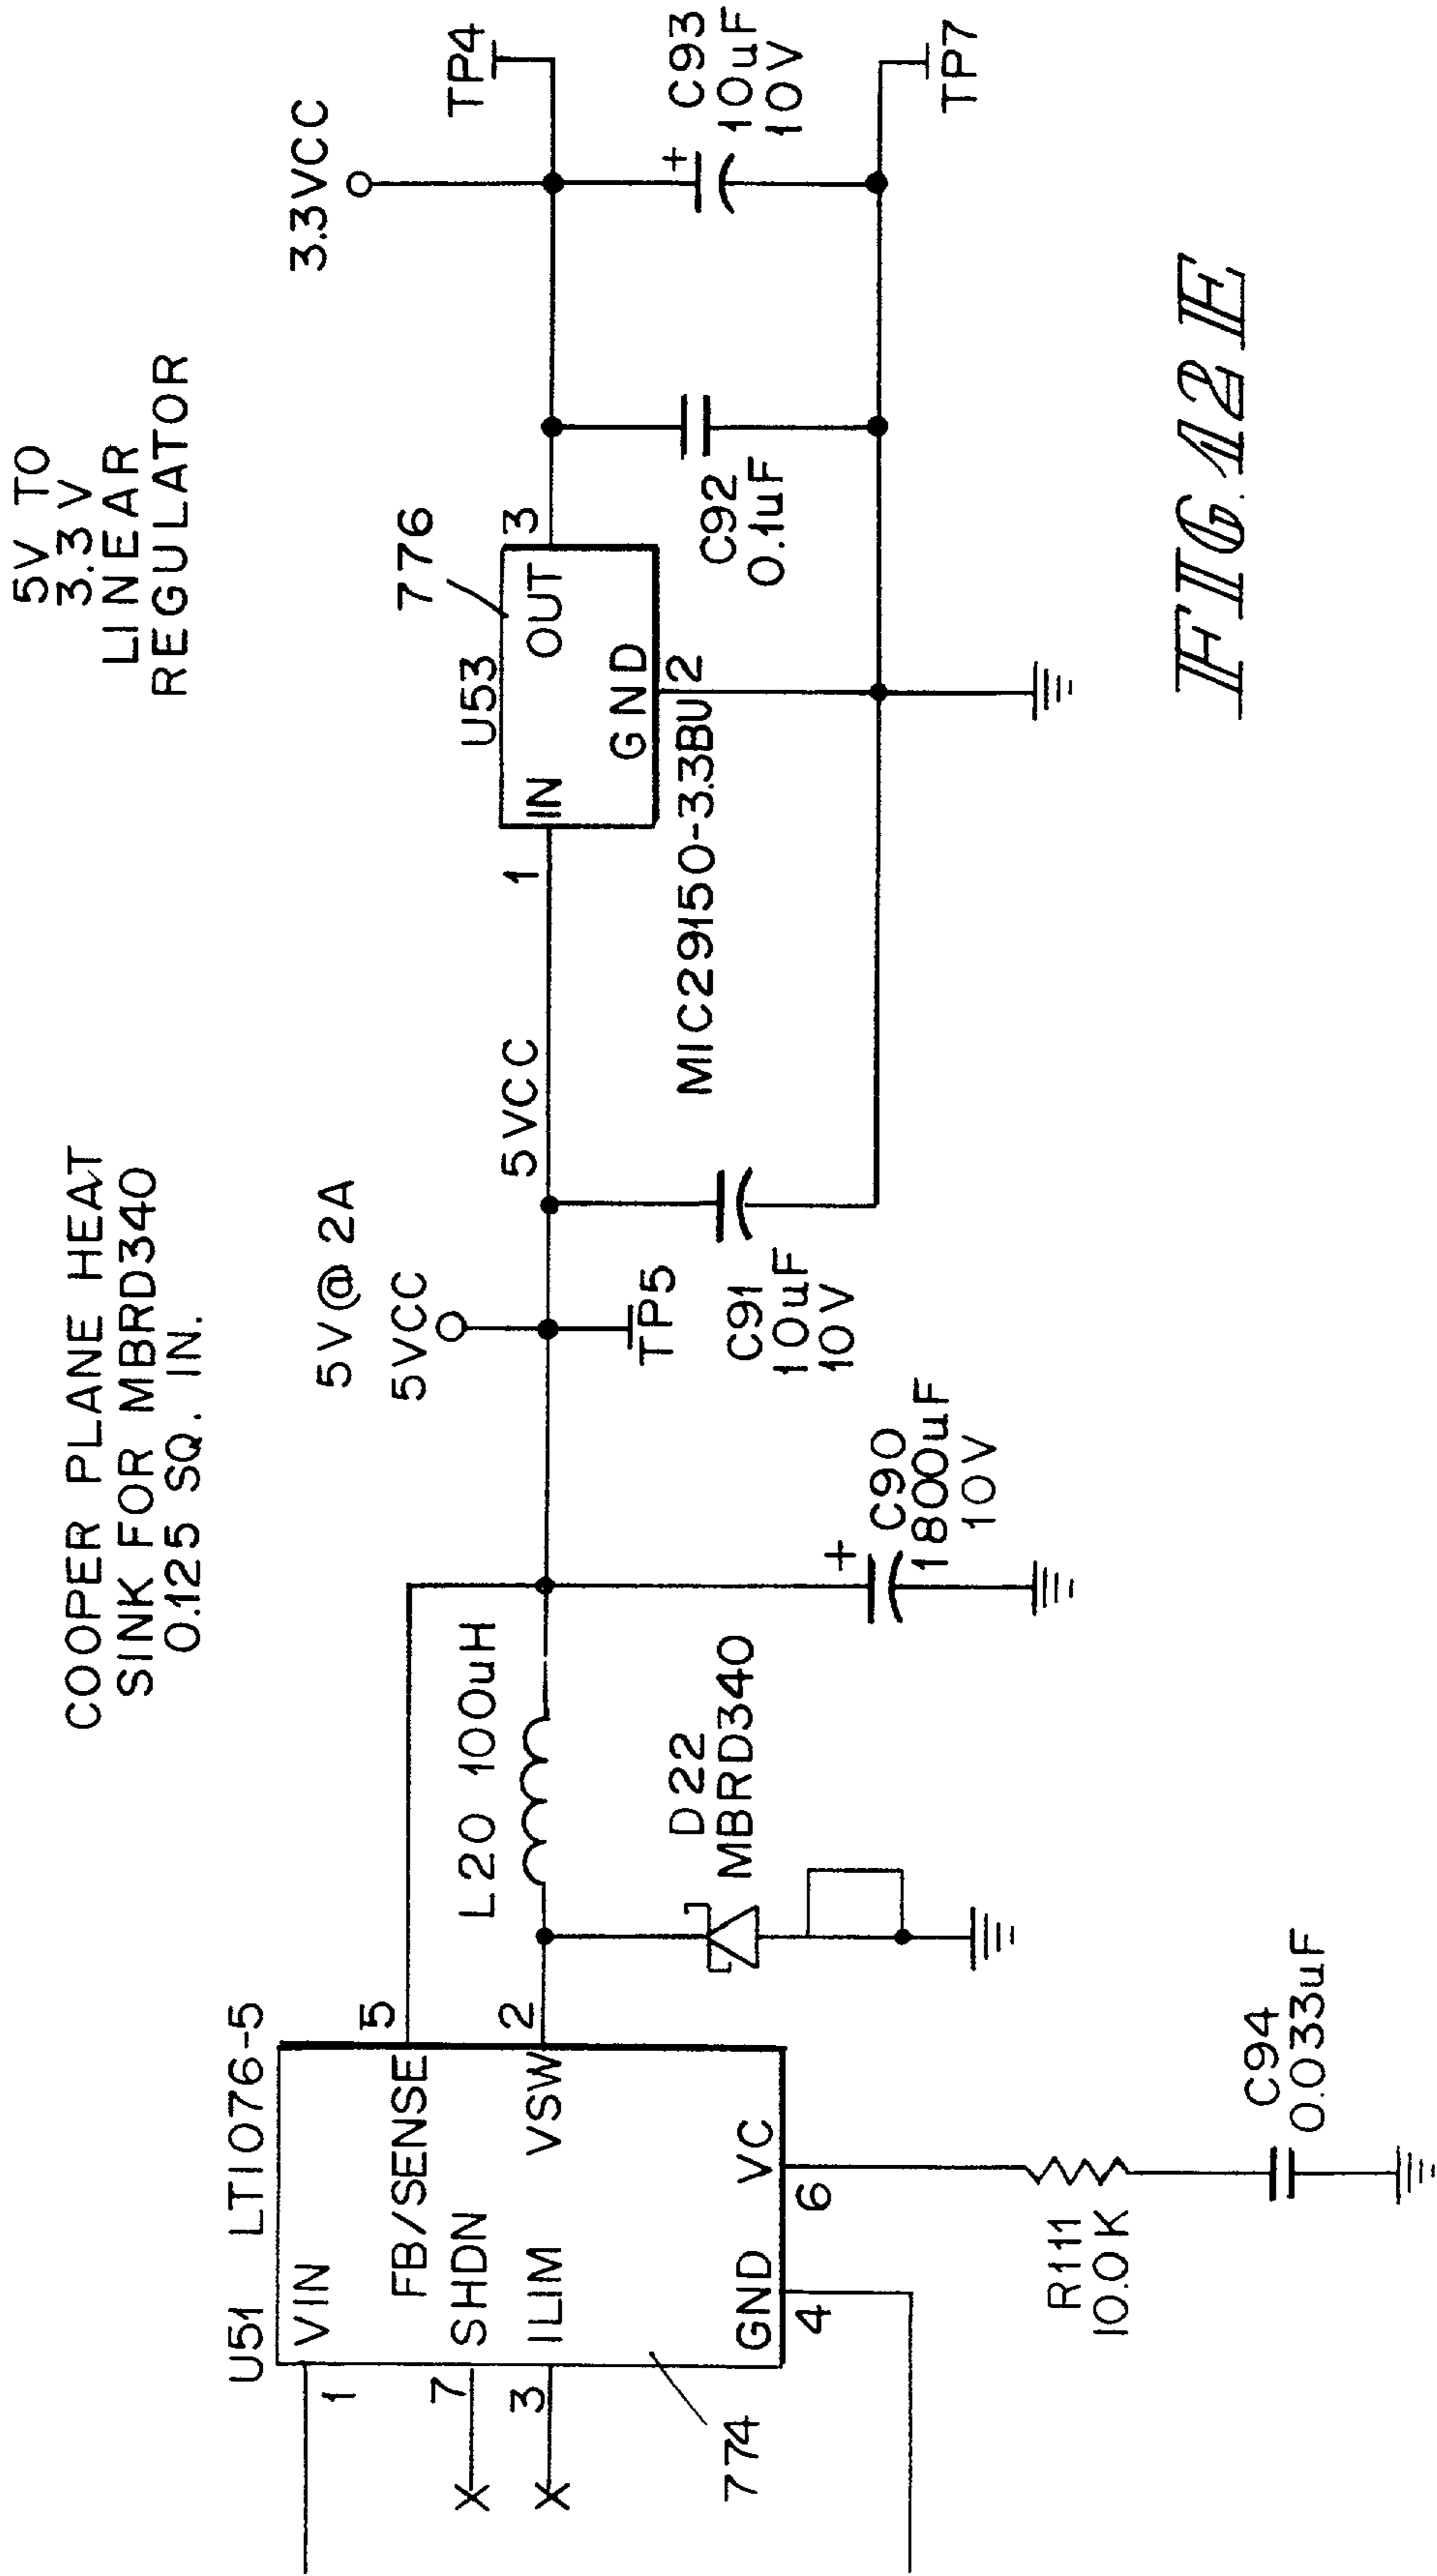 5V TO
3.3V
LINEAR
REGULATOR
COOPER PLANE HEAT
SINK FOR MBRD340
0.125 SQ. IN.
3.3VCC
TP4
C93
10uF
10V
TP7
776
U53
IN
OUT
GND
1
3
2
MIC29150-3.3BU
C92
0.1uF
5V@2A
5VCC
5VCC
TP5
C91
10uF
10V
+
+
C90
1800uF
10V
L20 100uH
D22
MBRD340
U51 LT1076-5
VIN
FB/SENSE
SHDN
ILIM
VSW
GND
VC
1
7
3
5
2
4
6
X
X
774
R111
10.0K
C94
0.033uF
FIG. 42E